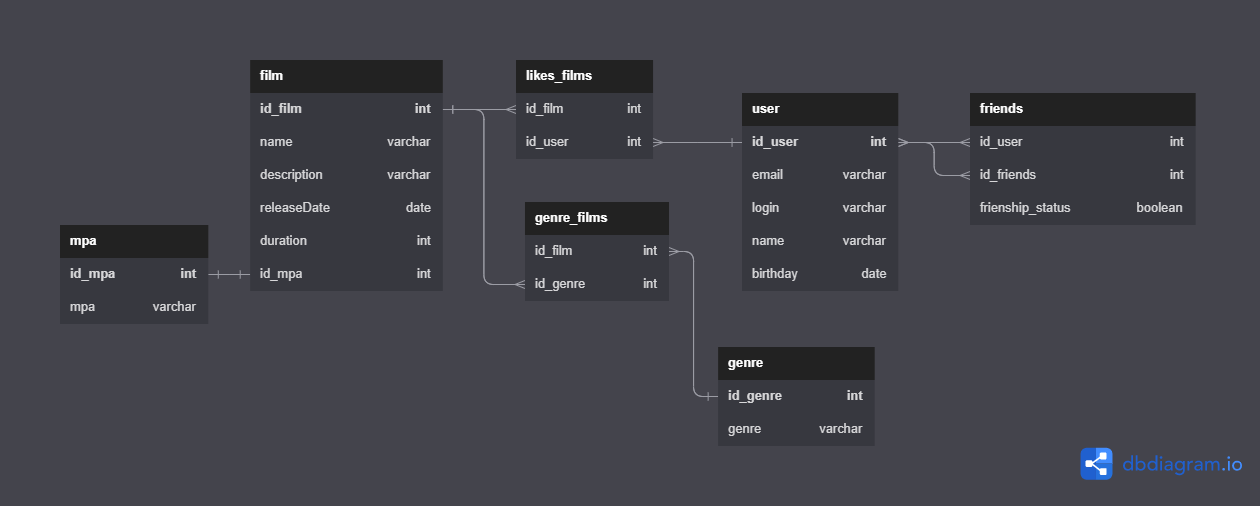 film
id_film int
name varchar
description varchar
releaseDate date
duration int
id_mpa int
likes_films
id_film int
id_user int
user
id_user int
email varchar
login varchar
name varchar
birthday date
friends
id_user int
id_friends int
frienship_status boolean
genre_films
id_film int
id_genre int
mpa
id_mpa int
mpa varchar
genre
id_genre int
genre varchar
dbdiagram.io